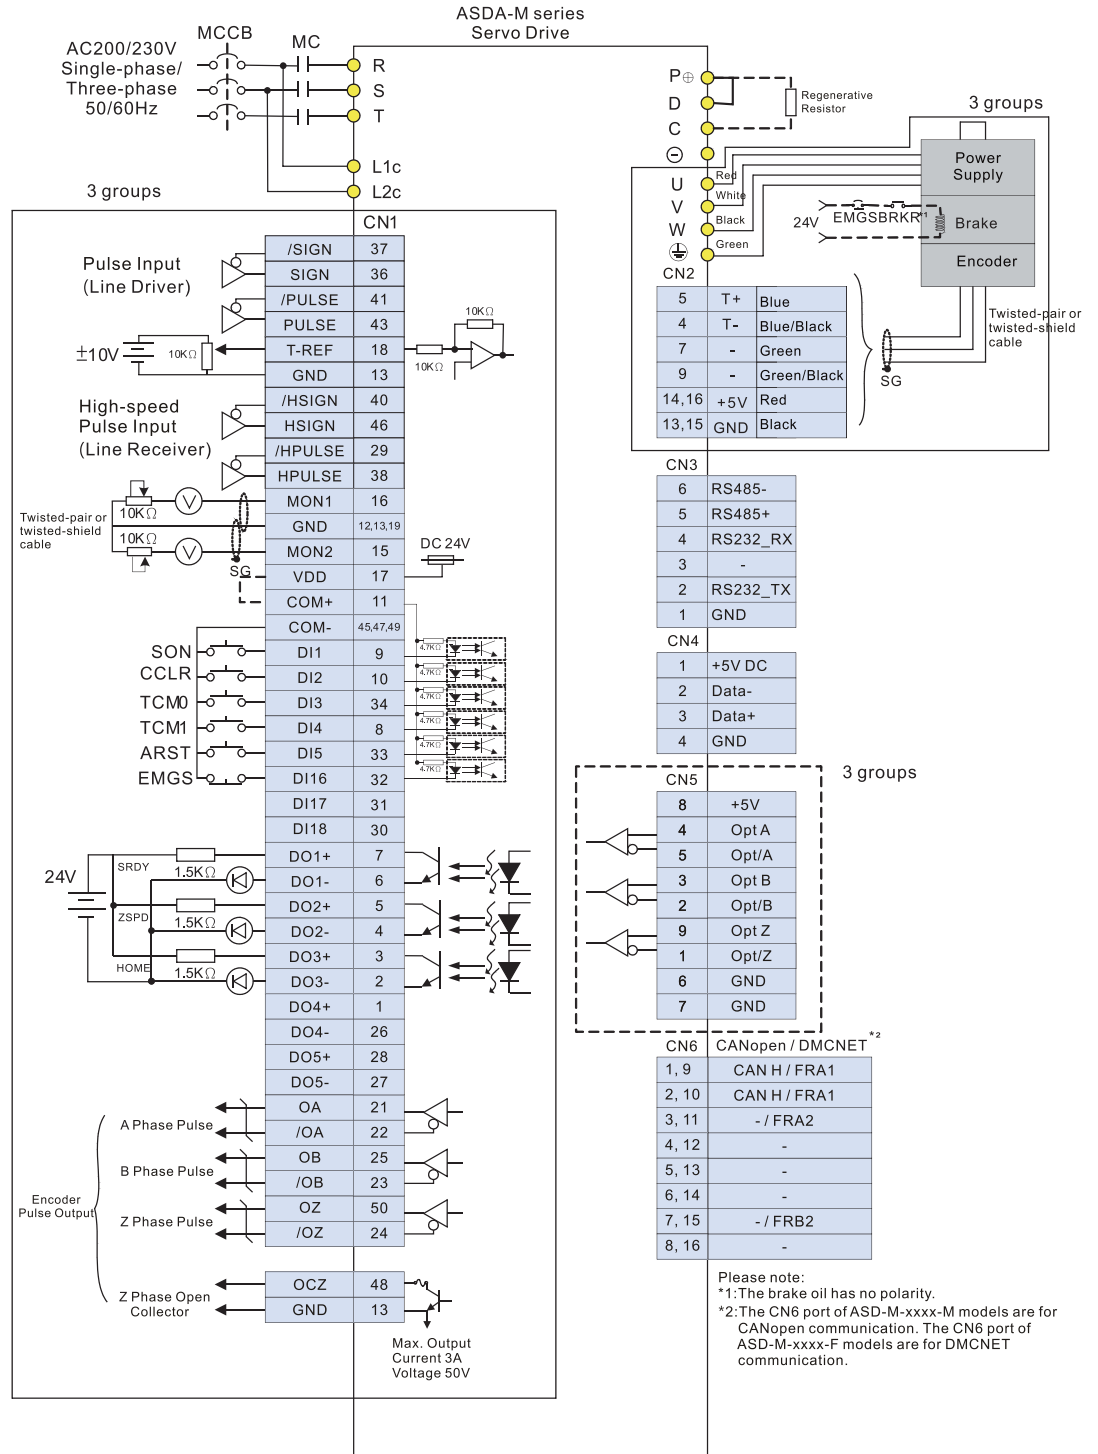 ASDA-M series
Servo Drive
MCCB
MC
AC200/230V
Single-phase/
Three-phase
50/60Hz
R
S
T
L1c
L2c
3 groups
CN1
Pulse Input
(Line Driver)
/SIGN 37
SIGN 36
/PULSE 41
PULSE 43
±10V
10KΩ
T-REF 18
10KΩ
10KΩ
GND 13
High-speed
Pulse Input
(Line Receiver)
/HSIGN 40
HSIGN 46
/HPULSE 29
HPULSE 38
Twisted-pair or
twisted-shield
cable
10KΩ
10KΩ
V
V
SG
MON1 16
GND 12,13,19
MON2 15
DC 24V
VDD 17
COM+ 11
COM- 45,47,49
SON DI1 9 4.7KΩ
CCLR DI2 10 4.7KΩ
TCM0 DI3 34 4.7KΩ
TCM1 DI4 8 4.7KΩ
ARST DI5 33 4.7KΩ
EMGS DI16 32 4.7KΩ
DI17 31
DI18 30
24V
SRDY 1.5KΩ DO1+ 7
DO1- 6
ZSPD 1.5KΩ DO2+ 5
DO2- 4
HOME 1.5KΩ DO3+ 3
DO3- 2
DO4+ 1
DO4- 26
DO5+ 28
DO5- 27
Encoder
Pulse Output
A Phase Pulse
OA 21
/OA 22
B Phase Pulse
OB 25
/OB 23
Z Phase Pulse
OZ 50
/OZ 24
Z Phase Open
Collector
OCZ 48
GND 13
Max. Output
Current 3A
Voltage 50V
P⊕
D
C
⊖
U
V
W
Regenerative
Resistor
3 groups
Red
White
Black
Green
Power
Supply
24V
EMGS
BRKR*1
Brake
Encoder
Twisted-pair or
twisted-shield
cable
SG
CN2
5 T+ Blue
4 T- Blue/Black
7 - Green
9 - Green/Black
14,16 +5V Red
13,15 GND Black
CN3
6 RS485-
5 RS485+
4 RS232_RX
3 -
2 RS232_TX
1 GND
CN4
1 +5V DC
2 Data-
3 Data+
4 GND
3 groups
CN5
8 +5V
4 Opt A
5 Opt/A
3 Opt B
2 Opt/B
9 Opt Z
1 Opt/Z
6 GND
7 GND
CN6 CANopen / DMCNET *2
1, 9 CAN H / FRA1
2, 10 CAN H / FRA1
3, 11 - / FRA2
4, 12 -
5, 13 -
6, 14 -
7, 15 - / FRB2
8, 16 -
Please note:
*1:The brake oil has no polarity.
*2:The CN6 port of ASD-M-xxxx-M models are for
CANopen communication. The CN6 port of
ASD-M-xxxx-F models are for DMCNET
communication.